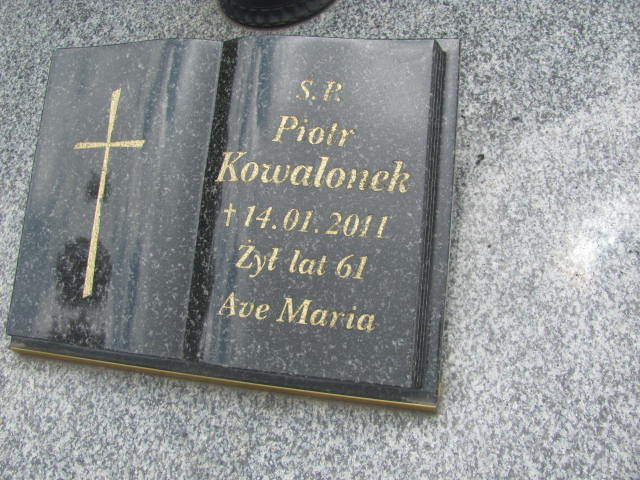 Ś.P.
Piotr
Kowalonek
† 14.01.2011
Żył lat 61
Ave Maria